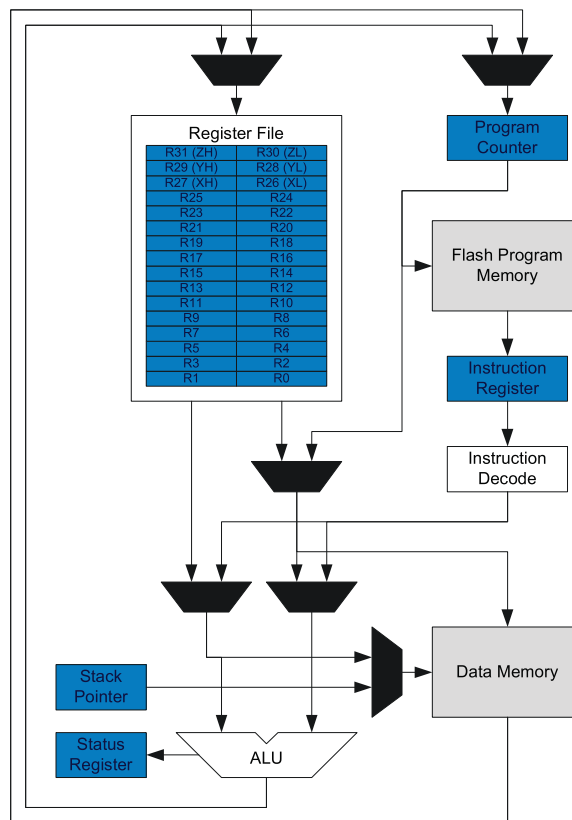 Register File
R31 (ZH) R30 (ZL)
R29 (YH) R28 (YL)
R27 (XH) R26 (XL)
R25 R24
R23 R22
R21 R20
R19 R18
R17 R16
R15 R14
R13 R12
R11 R10
R9 R8
R7 R6
R5 R4
R3 R2
R1 R0
Program
Counter
Flash Program
Memory
Instruction
Register
Instruction
Decode
Stack
Pointer
Data Memory
Status
Register
ALU